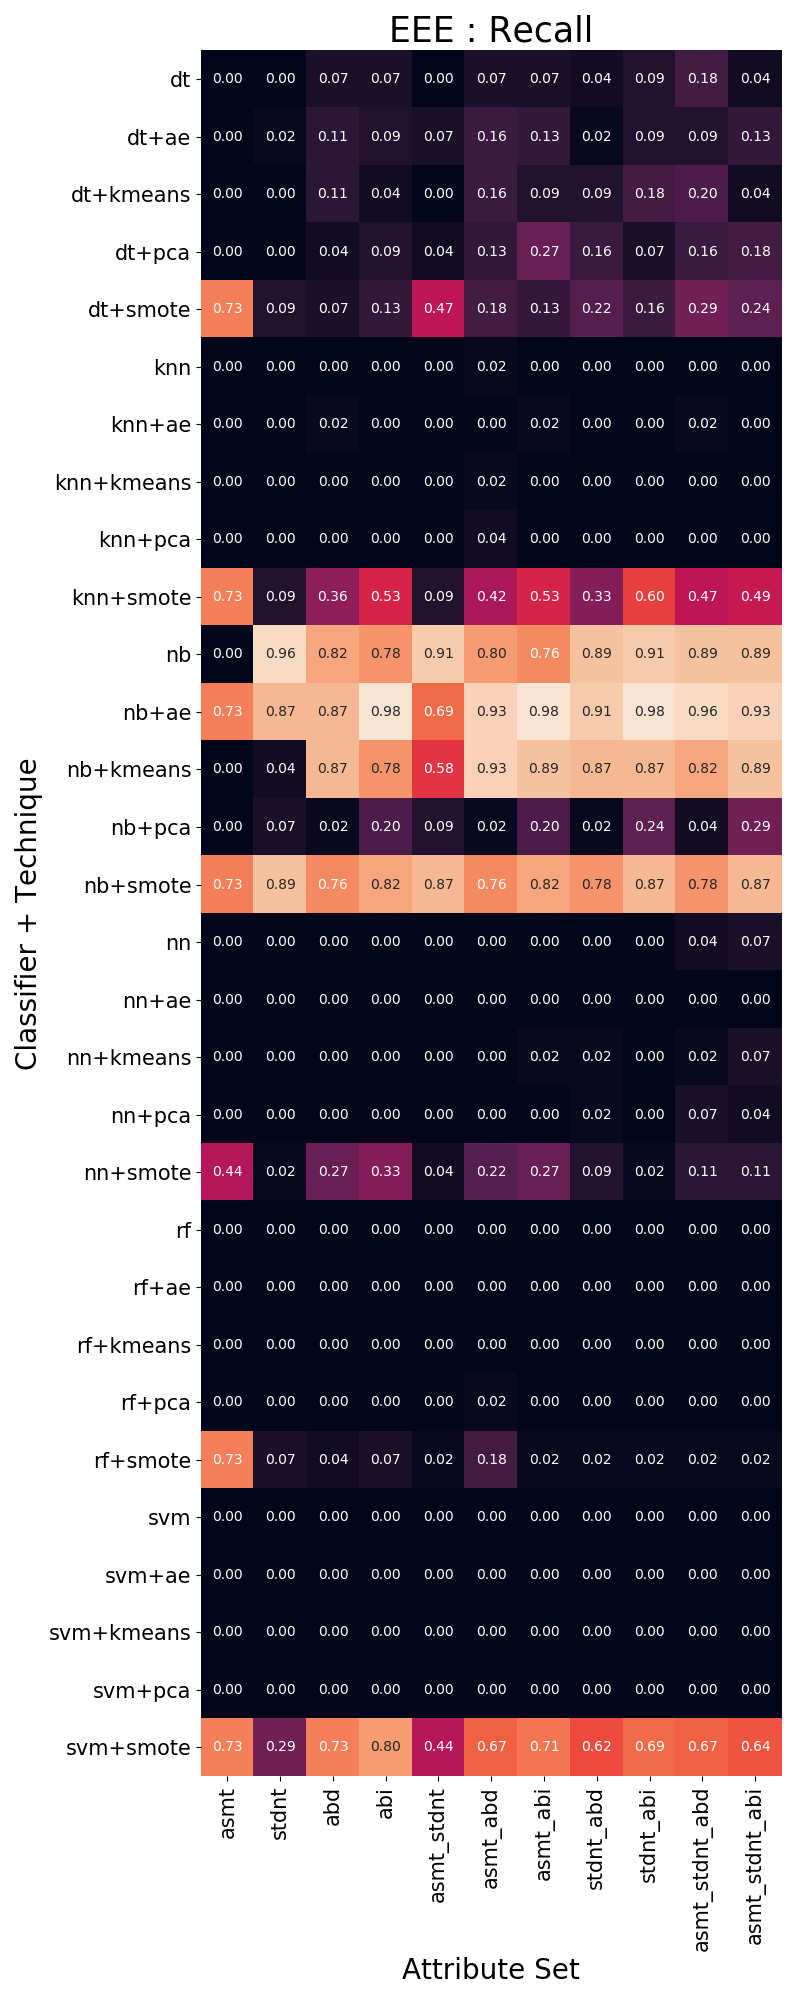 EEE : Recall
dt 0.00 0.00 0.07 0.07 0.00 0.07 0.07 0.04 0.09 0.18 0.04
dt+ae 0.00 0.02 0.11 0.09 0.07 0.16 0.13 0.02 0.09 0.09 0.13
dt+kmeans 0.00 0.00 0.11 0.04 0.00 0.16 0.09 0.09 0.18 0.20 0.04
dt+pca 0.00 0.00 0.04 0.09 0.04 0.13 0.27 0.16 0.07 0.16 0.18
dt+smote 0.73 0.09 0.07 0.13 0.47 0.18 0.13 0.22 0.16 0.29 0.24
knn 0.00 0.00 0.00 0.00 0.00 0.02 0.00 0.00 0.00 0.00 0.00
knn+ae 0.00 0.00 0.02 0.00 0.00 0.00 0.02 0.00 0.00 0.02 0.00
knn+kmeans 0.00 0.00 0.00 0.00 0.00 0.02 0.00 0.00 0.00 0.00 0.00
knn+pca 0.00 0.00 0.00 0.00 0.00 0.04 0.00 0.00 0.00 0.00 0.00
knn+smote 0.73 0.09 0.36 0.53 0.09 0.42 0.53 0.33 0.60 0.47 0.49
nb 0.00 0.96 0.82 0.78 0.91 0.80 0.76 0.89 0.91 0.89 0.89
nb+ae 0.73 0.87 0.87 0.98 0.69 0.93 0.98 0.91 0.98 0.96 0.93
nb+kmeans 0.00 0.04 0.87 0.78 0.58 0.93 0.89 0.87 0.87 0.82 0.89
nb+pca 0.00 0.07 0.02 0.20 0.09 0.02 0.20 0.02 0.24 0.04 0.29
nb+smote 0.73 0.89 0.76 0.82 0.87 0.76 0.82 0.78 0.87 0.78 0.87
nn 0.00 0.00 0.00 0.00 0.00 0.00 0.00 0.00 0.00 0.04 0.07
nn+ae 0.00 0.00 0.00 0.00 0.00 0.00 0.00 0.00 0.00 0.00 0.00
nn+kmeans 0.00 0.00 0.00 0.00 0.00 0.00 0.02 0.02 0.00 0.02 0.07
nn+pca 0.00 0.00 0.00 0.00 0.00 0.00 0.00 0.02 0.00 0.07 0.04
nn+smote 0.44 0.02 0.27 0.33 0.04 0.22 0.27 0.09 0.02 0.11 0.11
rf 0.00 0.00 0.00 0.00 0.00 0.00 0.00 0.00 0.00 0.00 0.00
rf+ae 0.00 0.00 0.00 0.00 0.00 0.00 0.00 0.00 0.00 0.00 0.00
rf+kmeans 0.00 0.00 0.00 0.00 0.00 0.00 0.00 0.00 0.00 0.00 0.00
rf+pca 0.00 0.00 0.00 0.00 0.00 0.02 0.00 0.00 0.00 0.00 0.00
rf+smote 0.73 0.07 0.04 0.07 0.02 0.18 0.02 0.02 0.02 0.02 0.02
svm 0.00 0.00 0.00 0.00 0.00 0.00 0.00 0.00 0.00 0.00 0.00
svm+ae 0.00 0.00 0.00 0.00 0.00 0.00 0.00 0.00 0.00 0.00 0.00
svm+kmeans 0.00 0.00 0.00 0.00 0.00 0.00 0.00 0.00 0.00 0.00 0.00
svm+pca 0.00 0.00 0.00 0.00 0.00 0.00 0.00 0.00 0.00 0.00 0.00
svm+smote 0.73 0.29 0.73 0.80 0.44 0.67 0.71 0.62 0.69 0.67 0.64
asmt stdnt abd abi asmt_stdnt asmt_abd asmt_abi stdnt_abd stdnt_abi asmt_stdnt_abd asmt_stdnt_abi
Attribute Set
Classifier + Technique